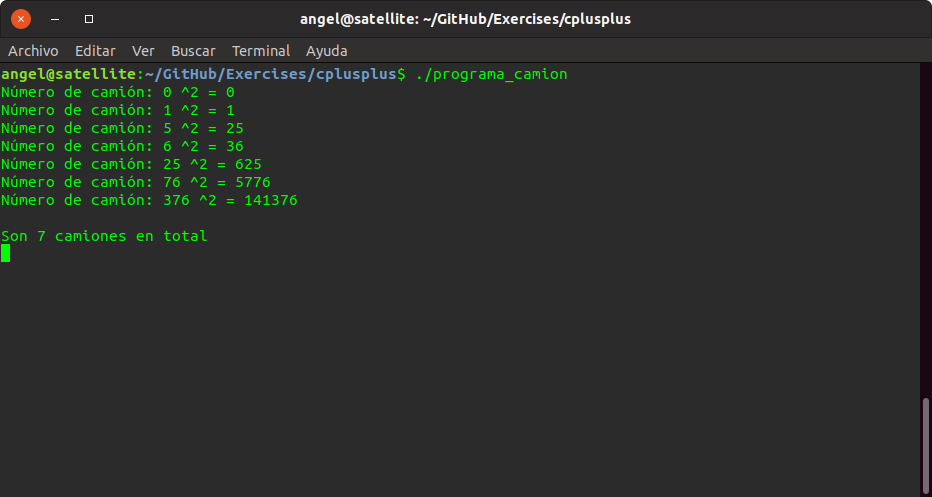 angel@satellite: ~/GitHub/Exercises/cplusplus
Archivo Editar Ver Buscar Terminal Ayuda
angel@satellite:~/GitHub/Exercises/cplusplus$ ./programa_camion
Número de camión: 0 ^2 = 0
Número de camión: 1 ^2 = 1
Número de camión: 5 ^2 = 25
Número de camión: 6 ^2 = 36
Número de camión: 25 ^2 = 625
Número de camión: 76 ^2 = 5776
Número de camión: 376 ^2 = 141376
Son 7 camiones en total